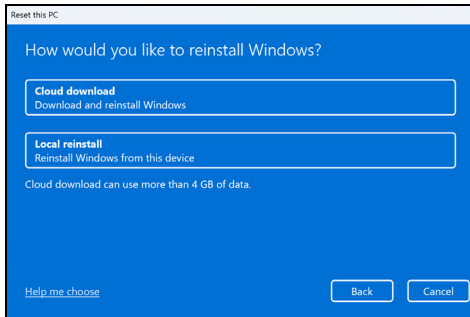 Reset this PC
How would you like to reinstall Windows?
Cloud download
Download and reinstall Windows
Local reinstall
Reinstall Windows from this device
Cloud download can use more than 4 GB of data.
Help me choose
Back
Cancel